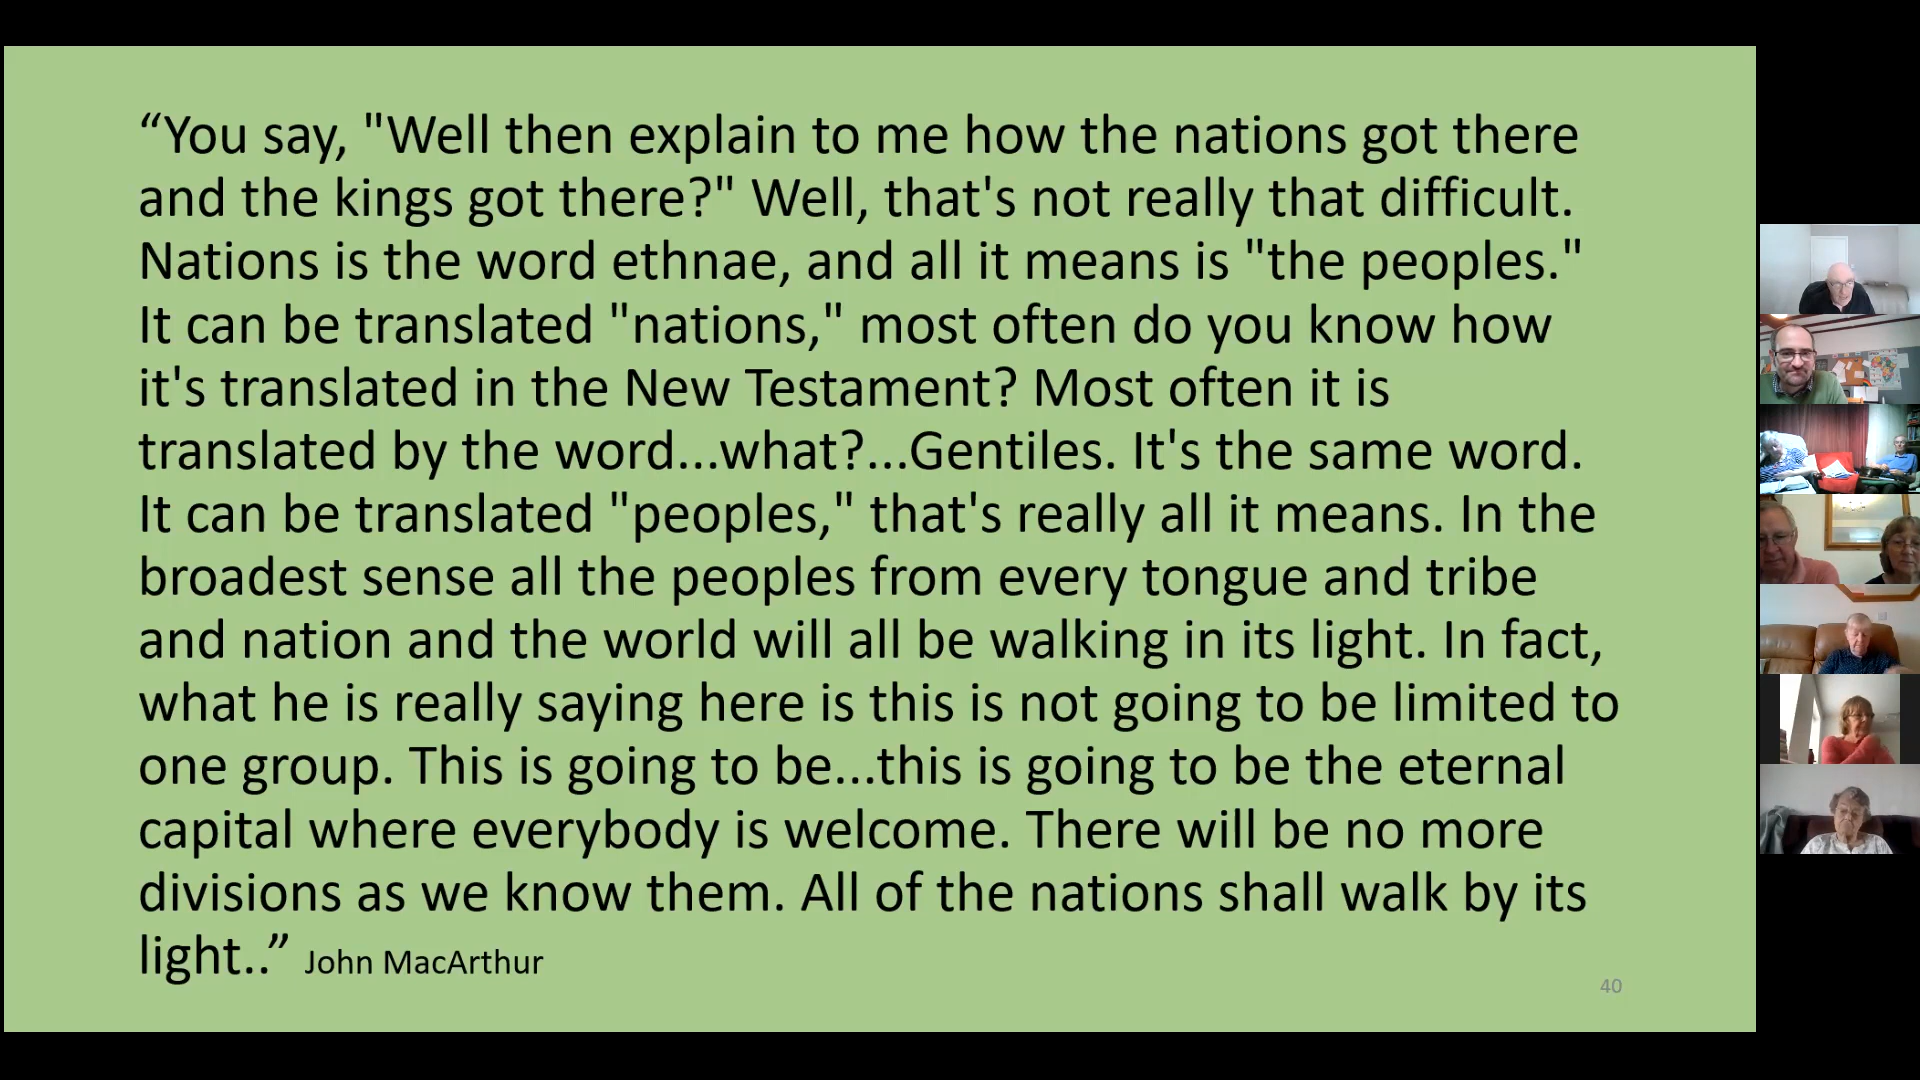 “You say, "Well then explain to me how the nations got there
and the kings got there?" Well, that's not really that difficult.
Nations is the word ethnae, and all it means is "the peoples."
It can be translated "nations," most often do you know how
it's translated in the New Testament? Most often it is
translated by the word...what?...Gentiles. It's the same word.
It can be translated "peoples," that's really all it means. In the
broadest sense all the peoples from every tongue and tribe
and nation and the world will all be walking in its light. In fact,
what he is really saying here is this is not going to be limited to
one group. This is going to be...this is going to be the eternal
capital where everybody is welcome. There will be no more
divisions as we know them. All of the nations shall walk by its
light..” John MacArthur
40